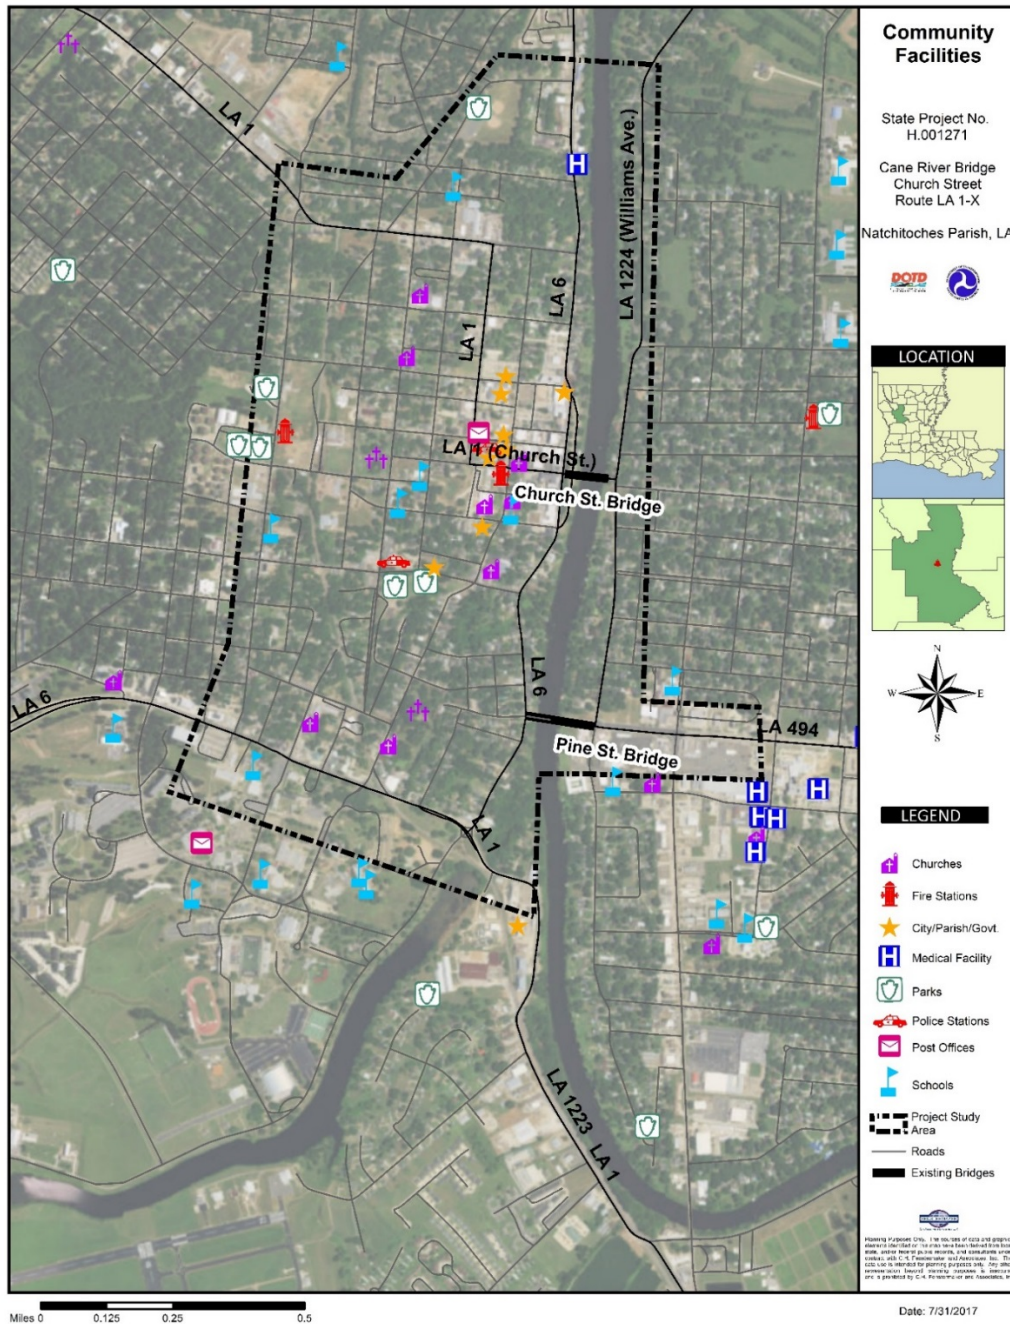 Community
Facilities
State Project No.
H.001271
Cane River Bridge
Church Street
Route LA 1-X
Natchitoches Parish, LA
DOTD
LOCATION
N
W
E
S
LEGEND
Churches
Fire Stations
City/Parish/Govt.
Medical Facility
Parks
Police Stations
Post Offices
Schools
Project Study
Area
Roads
Existing Bridges
Planning Purposes Only.
Date: 7/31/2017
LA 1
LA 1224 (Williams Ave.)
LA 6
LA 1
LA 1 (Church St.)
Church St. Bridge
LA 6
LA 6
A 494
Pine St. Bridge
LA 1
LA 1223
LA 1
H
H
H
H
H
H
Miles 0
0.125
0.25
0.5